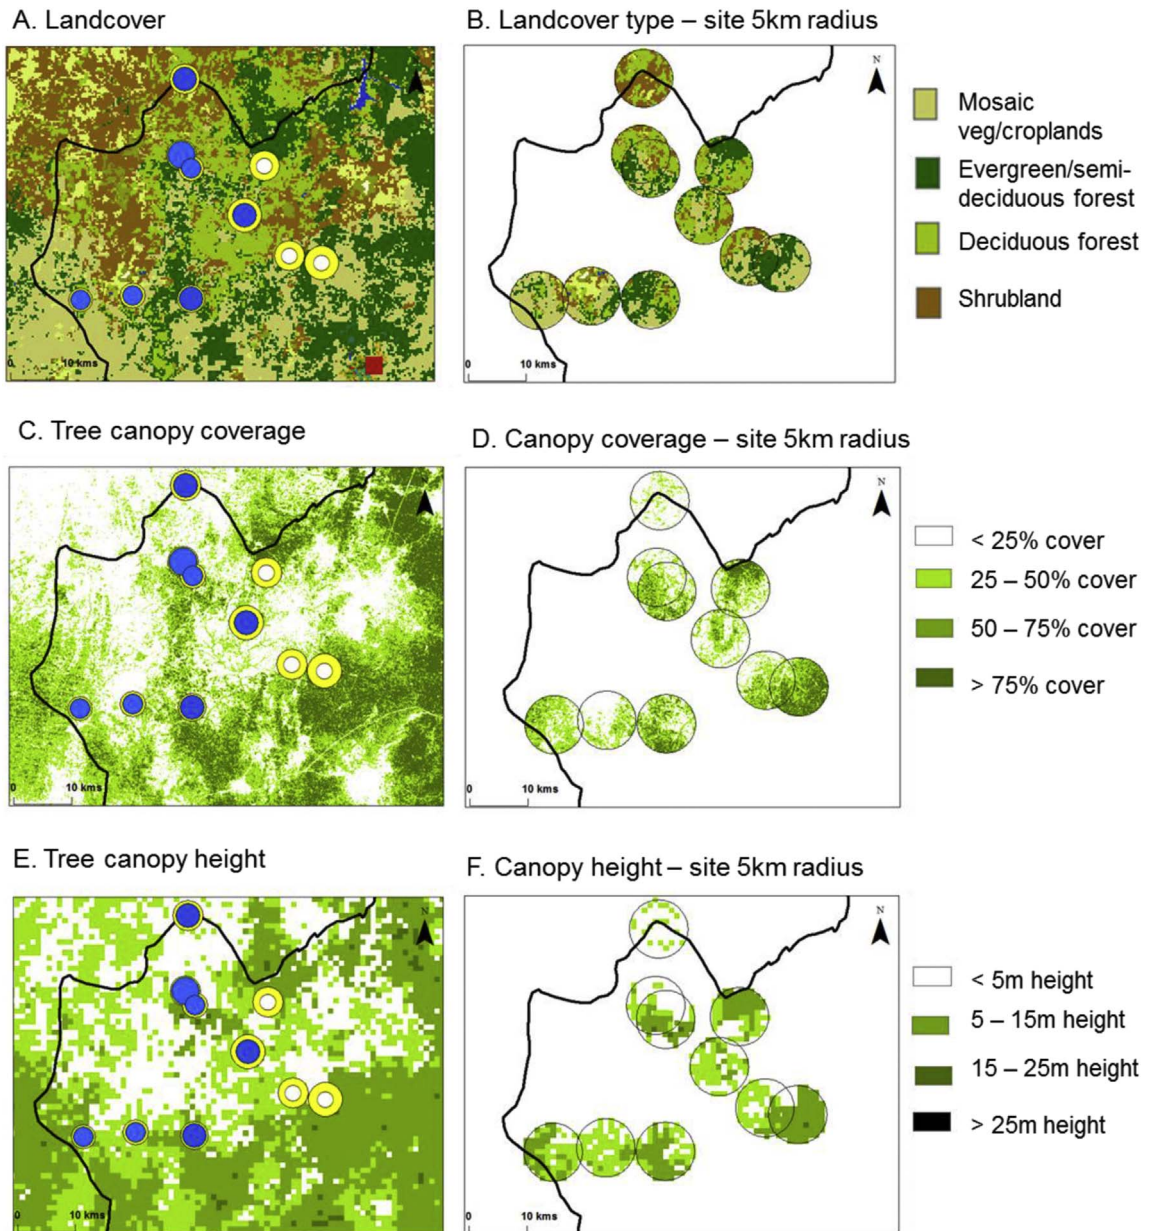 A. Landcover
B. Landcover type – site 5km radius
N
0
10 kms
0
10 kms
Mosaic
veg/croplands
Evergreen/semi-
deciduous forest
Deciduous forest
Shrubland
C. Tree canopy coverage
D. Canopy coverage – site 5km radius
N
N
0
10 kms
0
10 kms
< 25% cover
25 – 50% cover
50 – 75% cover
> 75% cover
E. Tree canopy height
F. Canopy height – site 5km radius
N
N
0
10 kms
0
10 kms
< 5m height
5 – 15m height
15 – 25m height
> 25m height